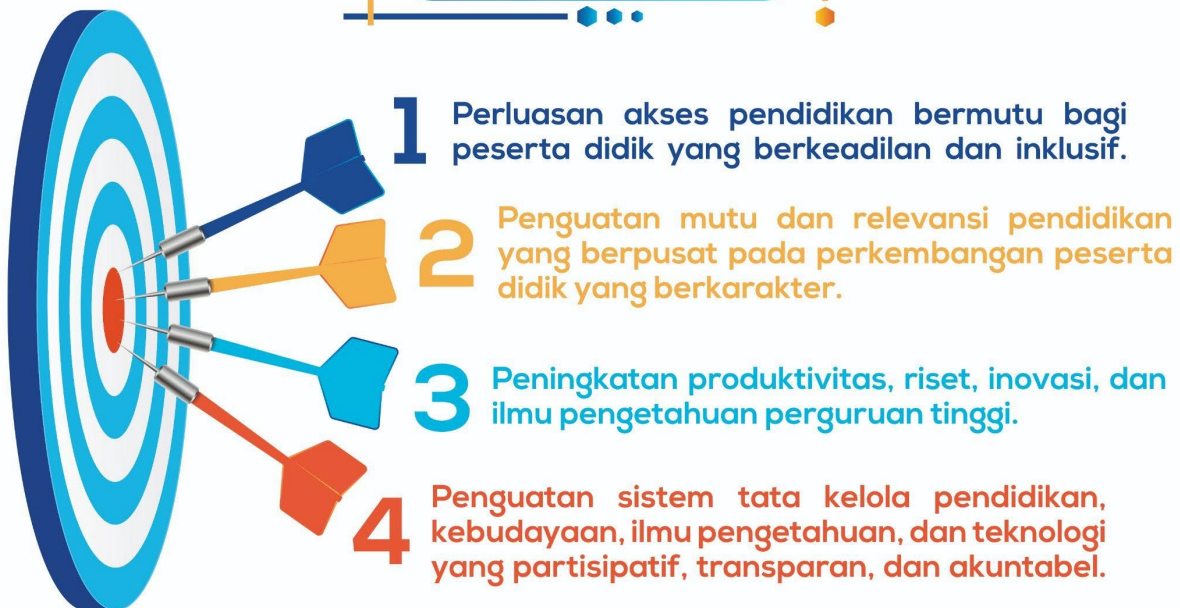 1
Perluasan akses pendidikan bermutu bagi
peserta didik yang berkeadilan dan inklusif.
2
Penguatan mutu dan relevansi pendidikan
yang berpusat pada perkembangan peserta
didik yang berkarakter.
3
Peningkatan produktivitas, riset, inovasi, dan
ilmu pengetahuan perguruan tinggi.
4
Penguatan sistem tata kelola pendidikan,
kebudayaan, ilmu pengetahuan, dan teknologi
yang partisipatif, transparan, dan akuntabel.